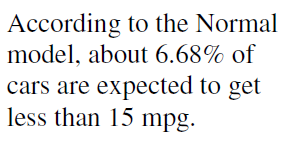 According to the Normal
model, about 6.68% of
cars are expected to get
less than 15 mpg.